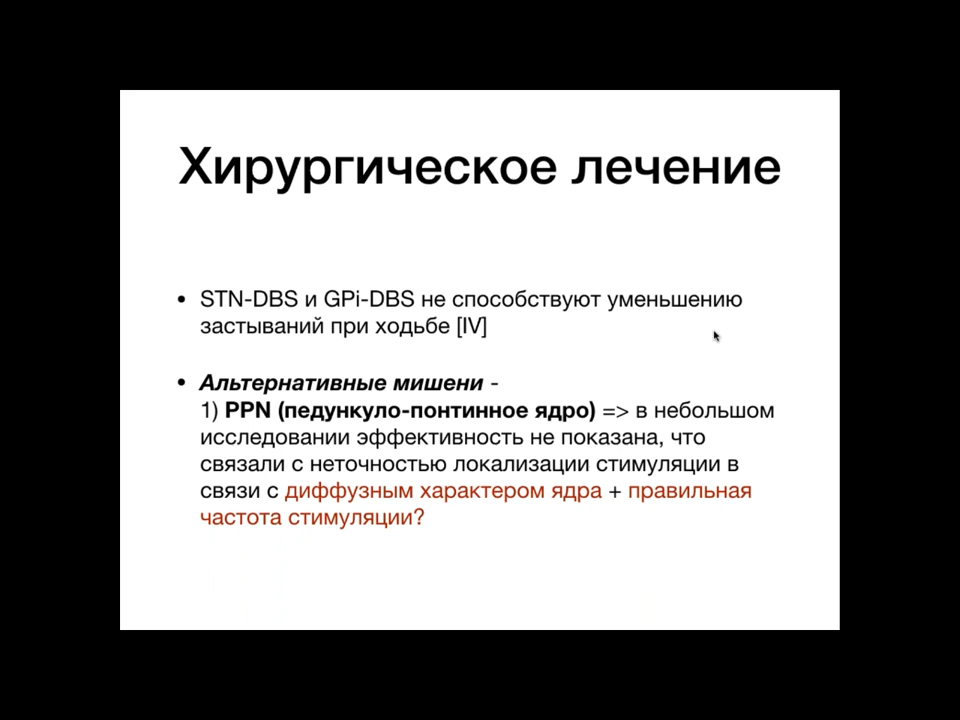 Хирургическое лечение
• STN-DBS и GPi-DBS не способствуют уменьшению
застываний при ходьбе [IV]
• Альтернативные мишени -
1) PPN (педункуло-понтинное ядро) => в небольшом
исследовании эффективность не показана, что
связали с неточностью локализации стимуляции в
связи с диффузным характером ядра + правильная
частота стимуляции?